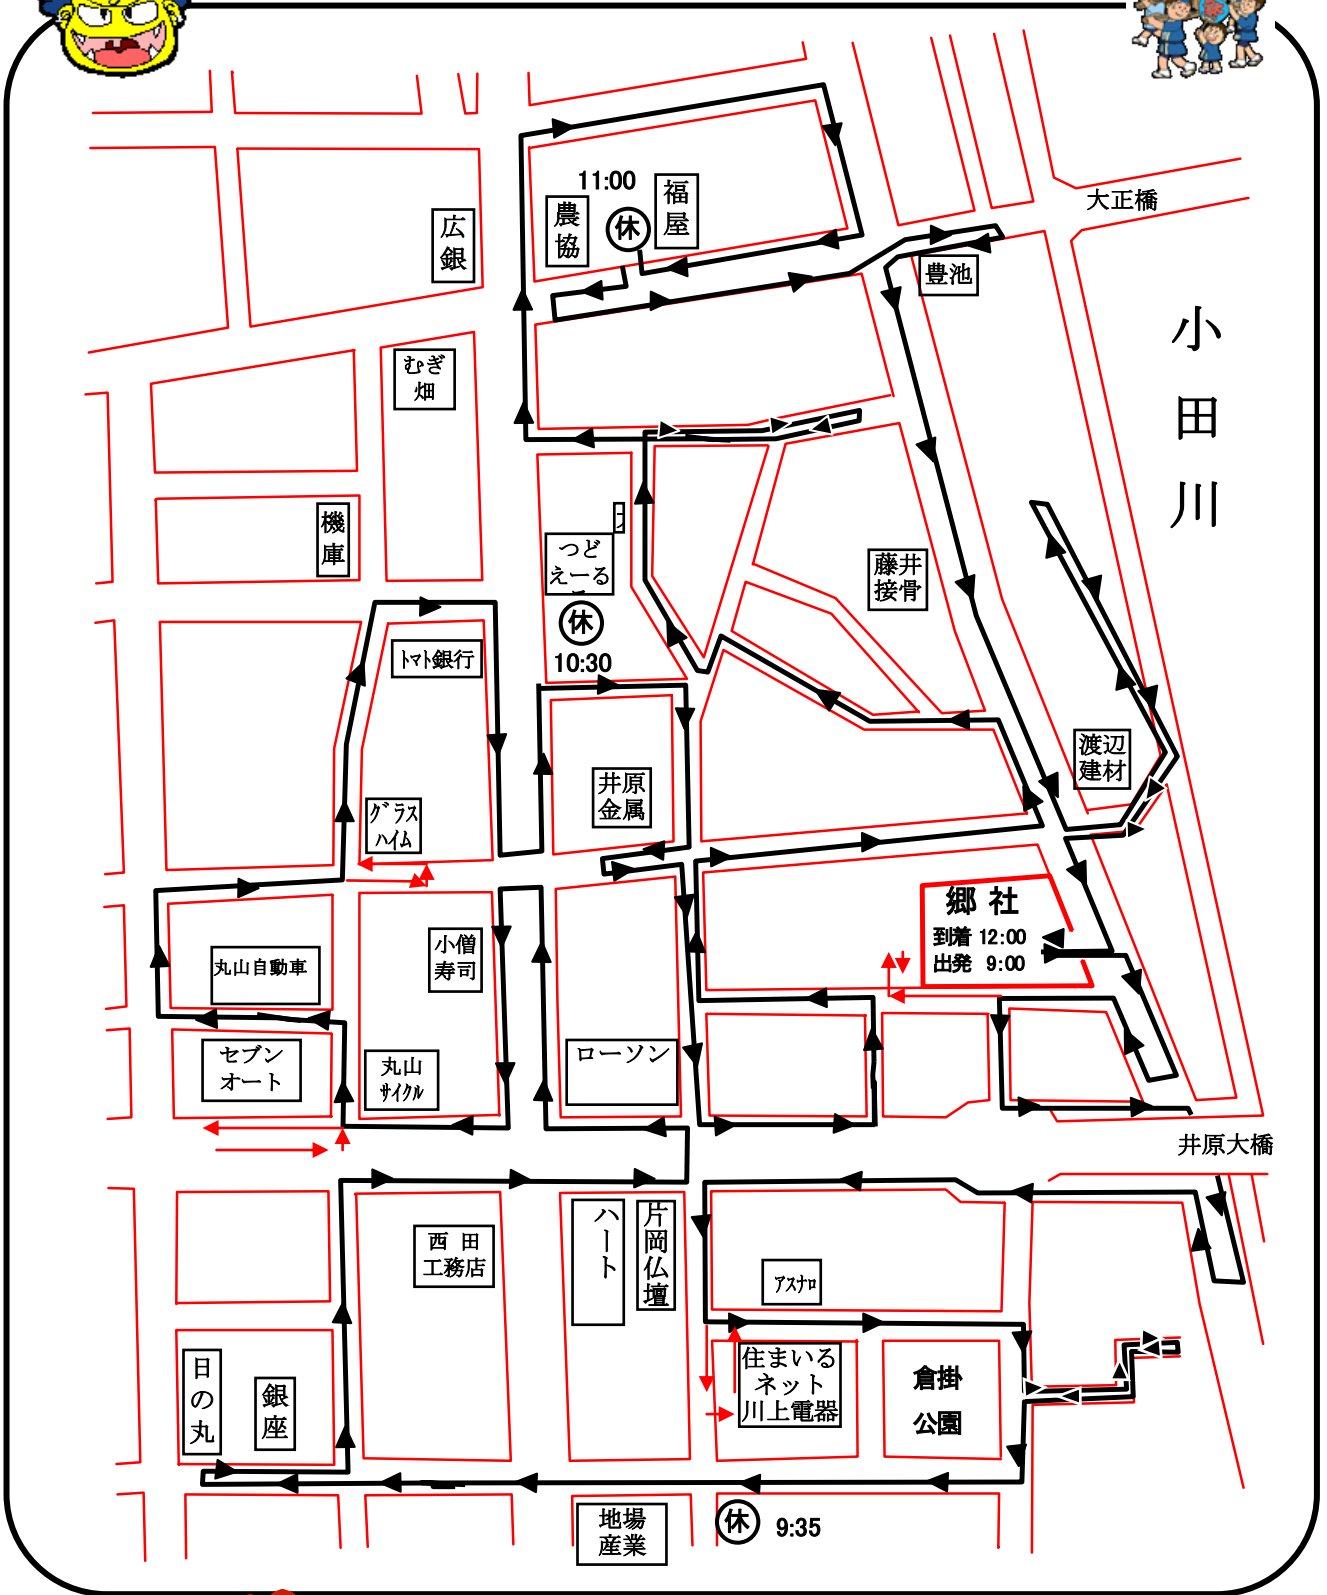 大正橋
11:00
福屋
農協
休
広銀
豊池
小田川
むぎ
畑
機庫
つど
えーる
休
10:30
藤井
接骨
トマト銀行
渡辺
建材
井原
金属
グラス
ハイム
郷社
到着 12:00
出発 9:00
小僧
寿司
丸山自動車
セブン
オート
丸山
サイクル
ローソン
井原大橋
西田
工務店
ハート
片岡仏壇
アスナロ
住まいる
ネット
川上電器
倉掛
公園
日の丸
銀座
地場
産業
休
9:35